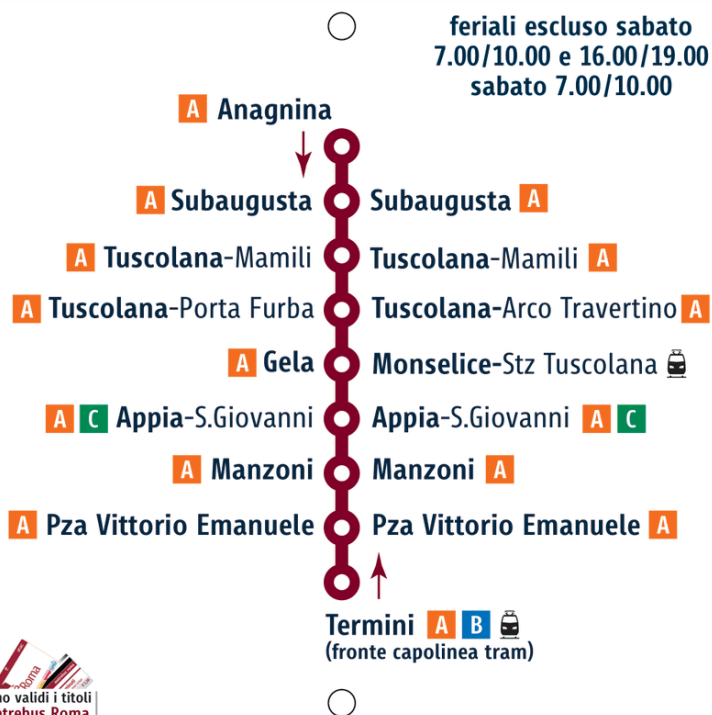 feriali escluso sabato
7.00/10.00 e 16.00/19.00
sabato 7.00/10.00
A Anagnina
A Subaugusta
Subaugusta A
A Tuscolana-Mamili
Tuscolana-Mamili A
A Tuscolana-Porta Furba
Tuscolana-Arco Travertino A
A Gela
Monselice-Stz Tuscolana
A C Appia-S.Giovanni
Appia-S.Giovanni A C
A Manzoni
Manzoni A
A Pza Vittorio Emanuele
Pza Vittorio Emanuele A
Termini A B
(fronte capolinea tram)
Roma
validi i titoli
Roma